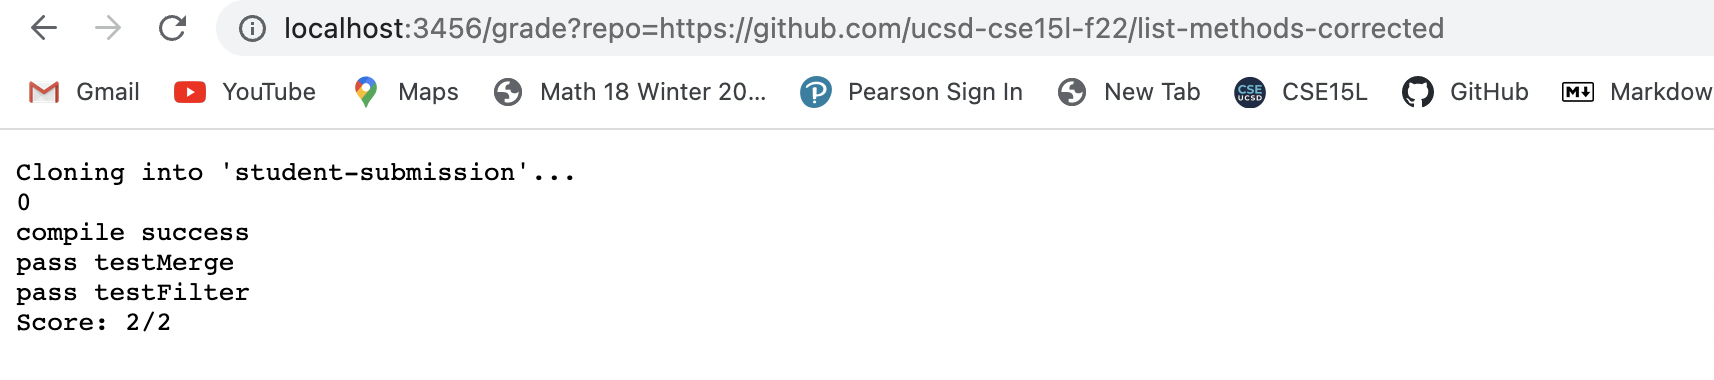 localhost:3456/grade?repo=https://github.com/ucsd-cse15l-f22/list-methods-corrected
Gmail YouTube Maps Math 18 Winter 20... Pearson Sign In New Tab CSE UCSD CSE15L GitHub M Markdow
Cloning into 'student-submission'...
0
compile success
pass testMerge
pass testFilter
Score: 2/2